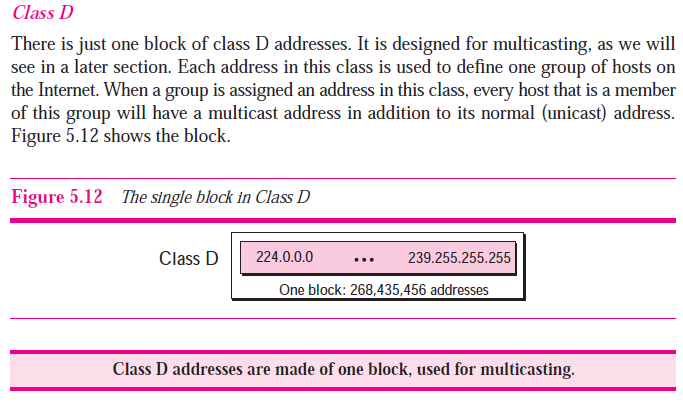 Class D
There is just one block of class D addresses. It is designed for multicasting, as we will
see in a later section. Each address in this class is used to define one group of hosts on
the Internet. When a group is assigned an address in this class, every host that is a member
of this group will have a multicast address in addition to its normal (unicast) address.
Figure 5.12 shows the block.
Figure 5.12 The single block in Class D
Class D 224.0.0.0 ••• 239.255.255.255
One block: 268,435,456 addresses
Class D addresses are made of one block, used for multicasting.